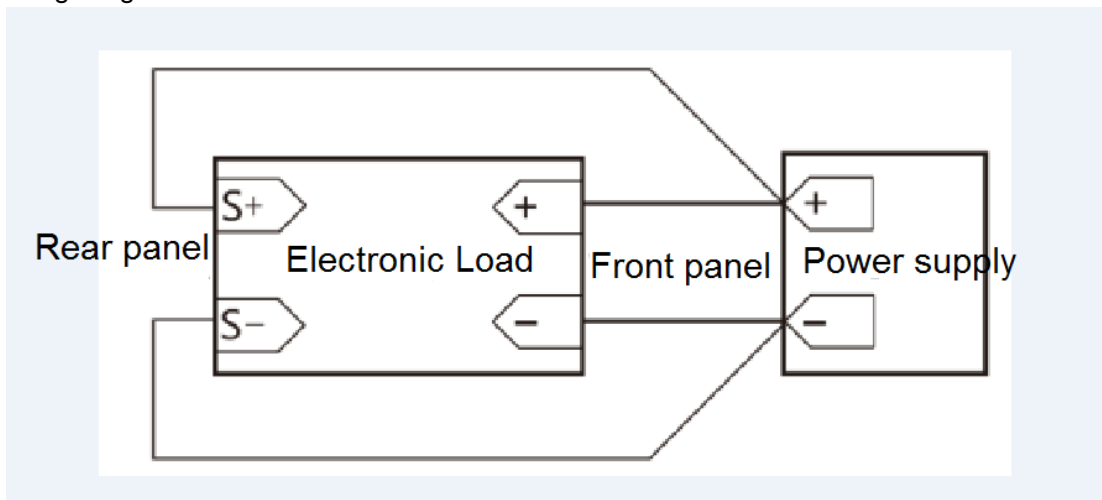 S+
+
+
Rear panel
Electronic Load
Front panel
Power supply
S−
−
−